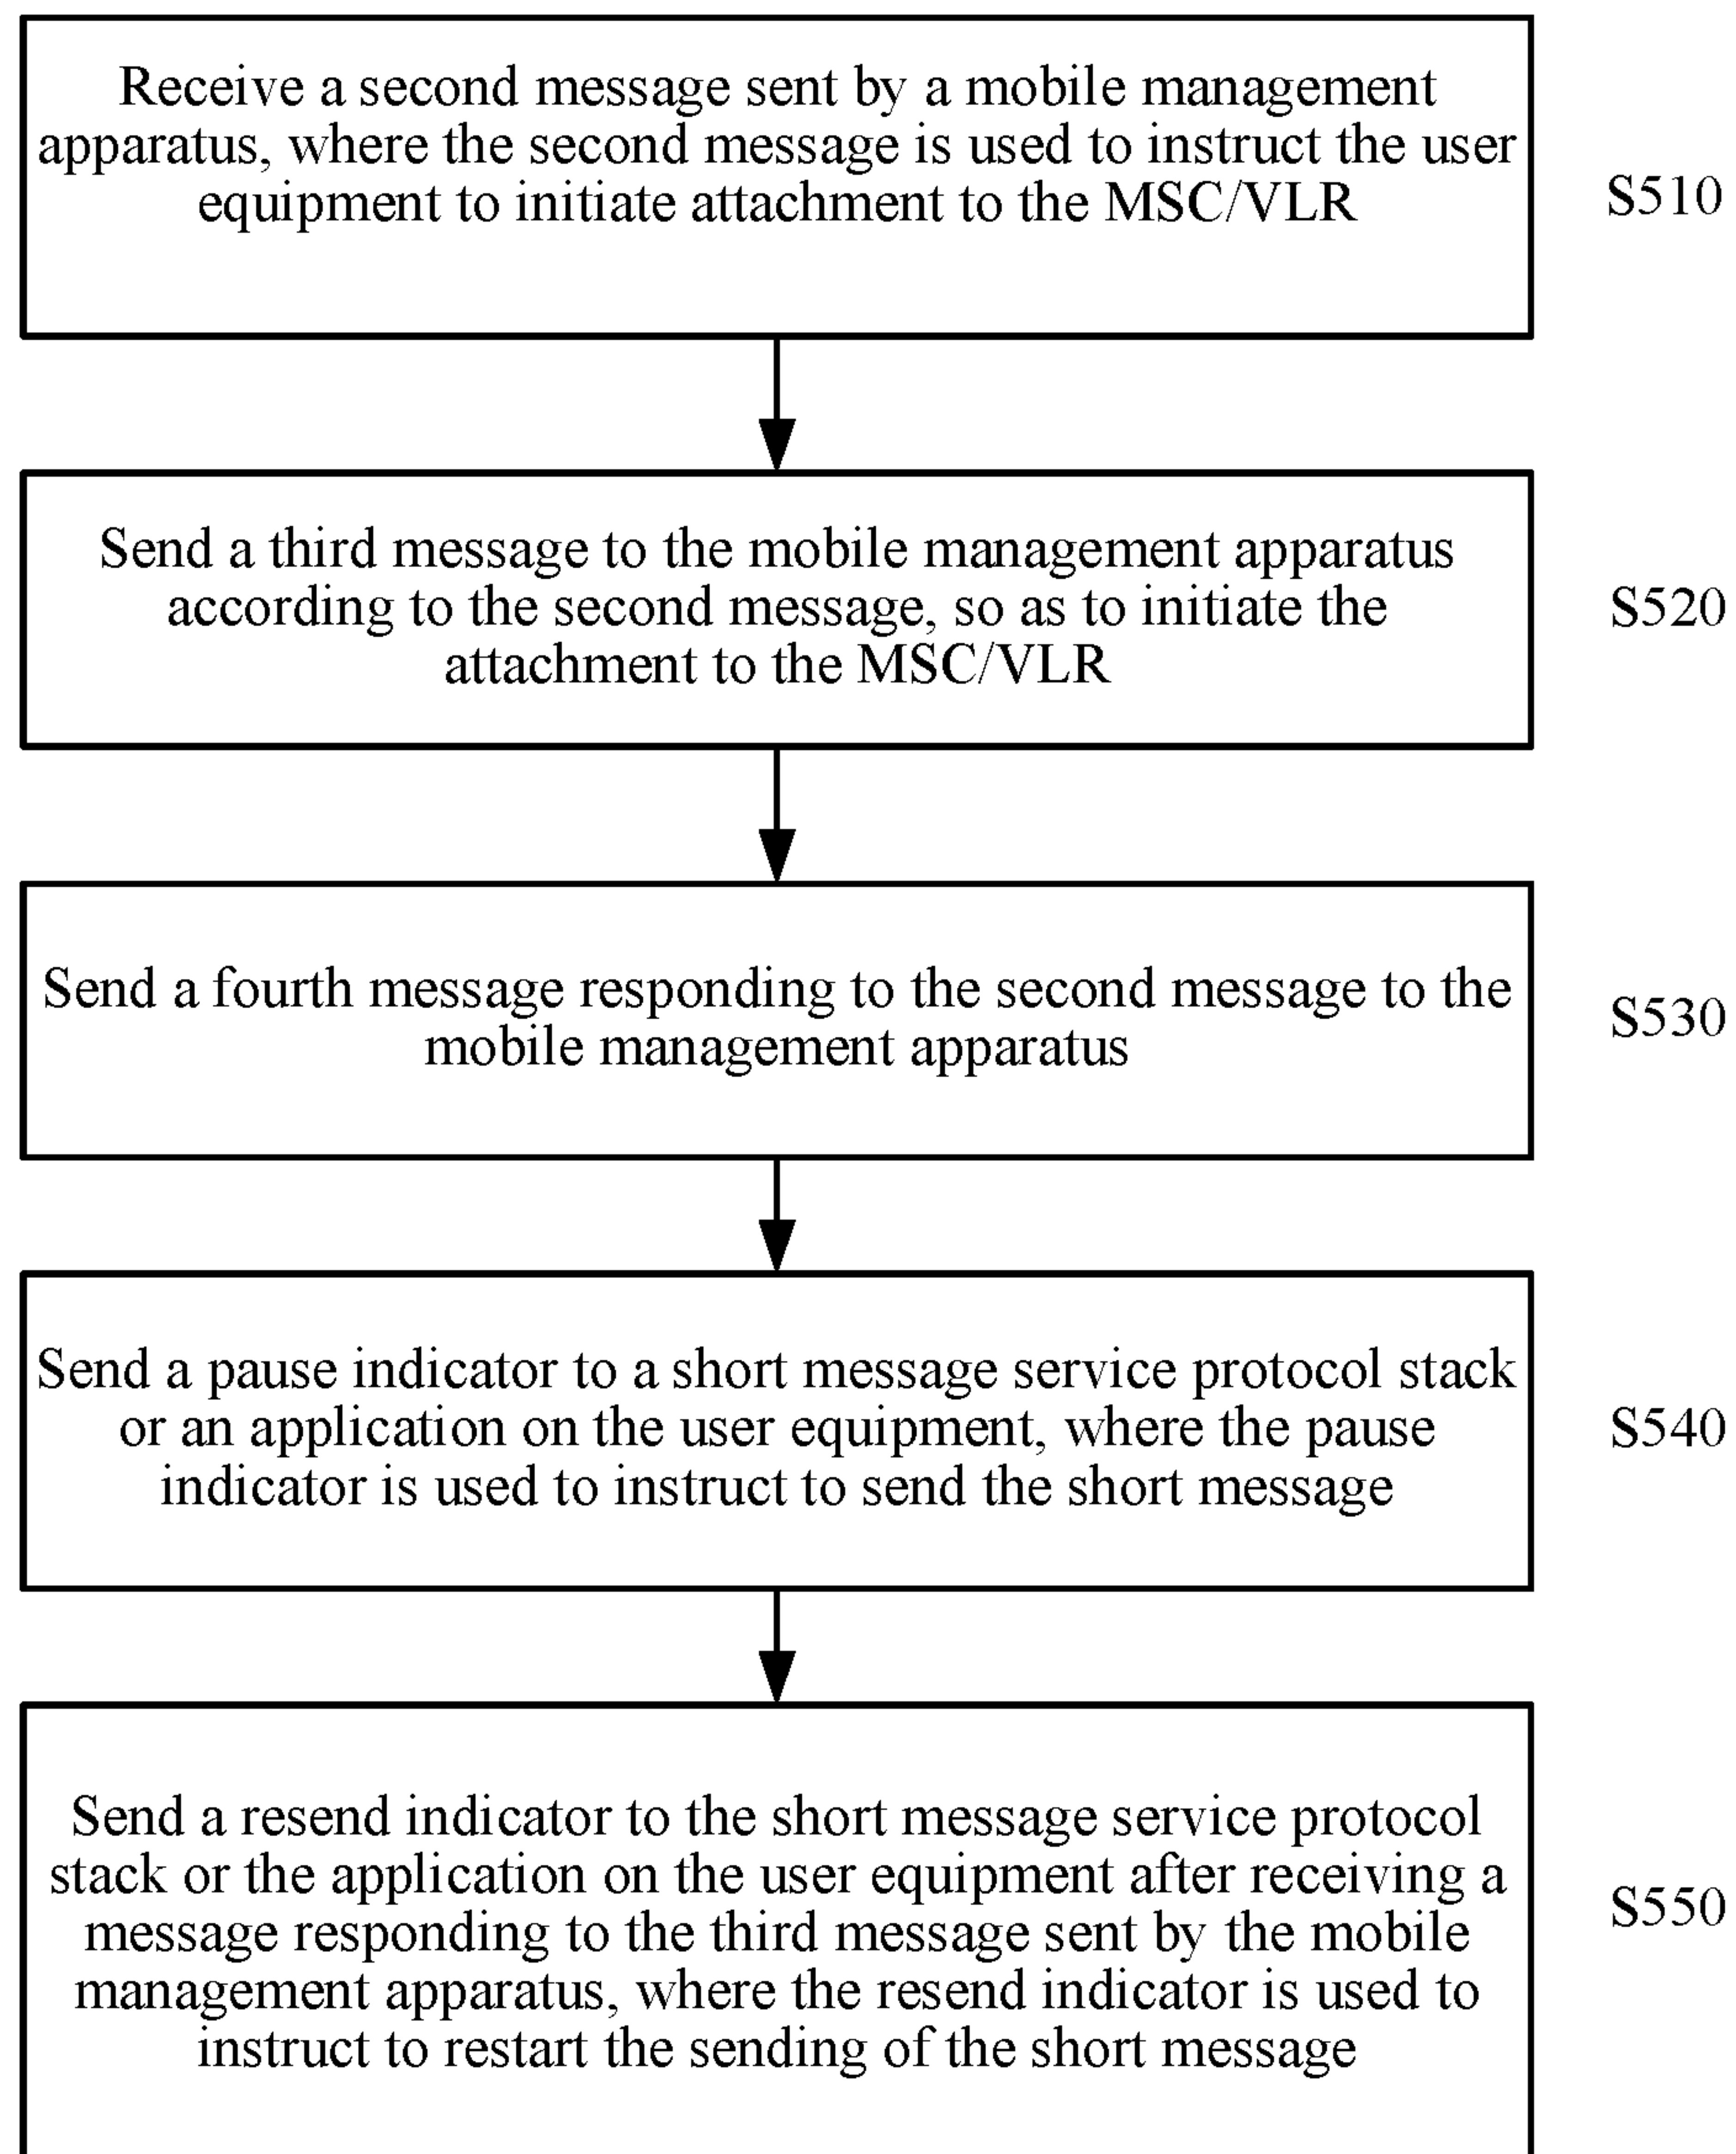 Receive a second message sent by a mobile management
apparatus, where the second message is used to instruct the user
equipment to initiate attachment to the MSC/VLR
S510
Send a third message to the mobile management apparatus
according to the second message, so as to initiate the
attachment to the MSC/VLR
S520
Send a fourth message responding to the second message to the
mobile management apparatus
S530
Send a pause indicator to a short message service protocol stack
or an application on the user equipment, where the pause
indicator is used to instruct to send the short message
S540
Send a resend indicator to the short message service protocol
stack or the application on the user equipment after receiving a
message responding to the third message sent by the mobile
management apparatus, where the resend indicator is used to
instruct to restart the sending of the short message
S550